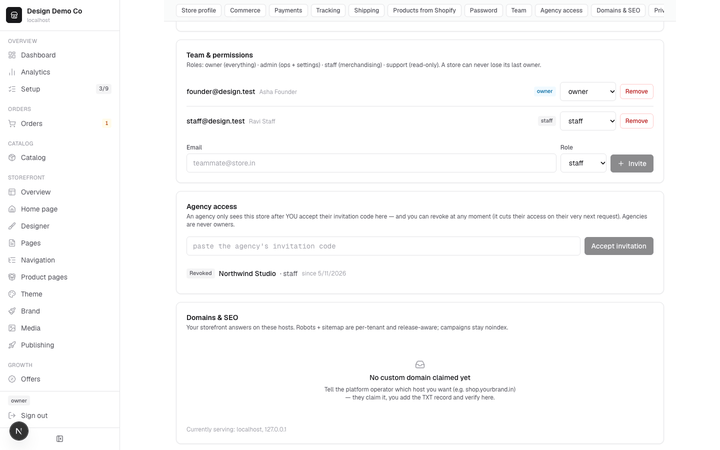 Design Demo Co
localhost
OVERVIEW
Dashboard
Analytics
Setup 3/9
ORDERS
Orders 1
CATALOG
Catalog
STOREFRONT
Overview
Home page
Designer
Pages
Navigation
Product pages
Theme
Brand
Media
Publishing
GROWTH
Offers
owner
Sign out
N
Store profile Commerce Payments Tracking Shipping Products from Shopify Password Team Agency access Domains & SEO Priv
Team & permissions
Roles: owner (everything) · admin (ops + settings) · staff (merchandising) · support (read-only). A store can never lose its last owner.
founder@design.test Asha Founder owner owner Remove
staff@design.test Ravi Staff staff staff Remove
Email Role
teammate@store.in staff + Invite
Agency access
An agency only sees this store after YOU accept their invitation code here — and you can revoke at any moment (it cuts their access on their very next request). Agencies
are never owners.
paste the agency's invitation code Accept invitation
Revoked Northwind Studio · staff since 5/11/2026
Domains & SEO
Your storefront answers on these hosts. Robots + sitemap are per-tenant and release-aware; campaigns stay noindex.
No custom domain claimed yet
Tell the platform operator which host you want (e.g. shop.yourbrand.in)
— they claim it, you add the TXT record and verify here.
Currently serving: localhost, 127.0.0.1